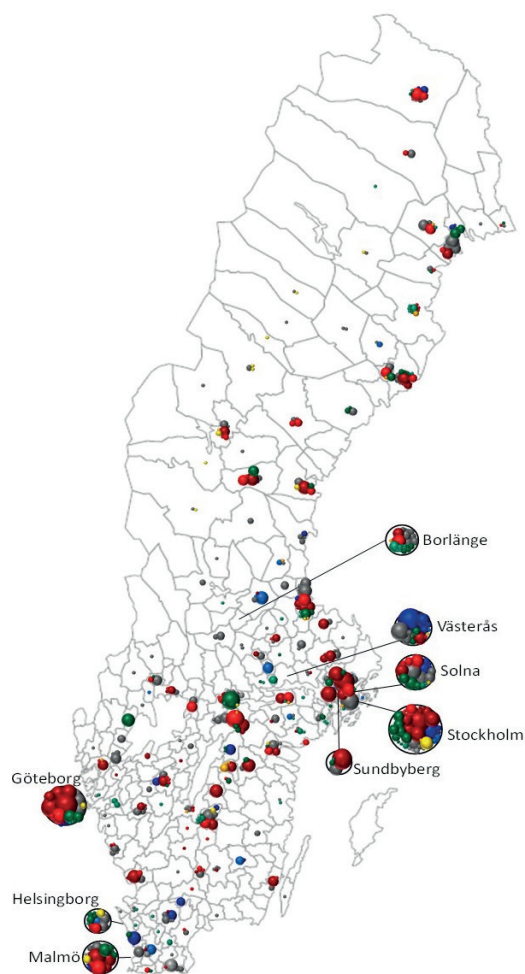 Borlänge
Västerås
Solna
Stockholm
Sundbyberg
Göteborg
Helsingborg
Malmö